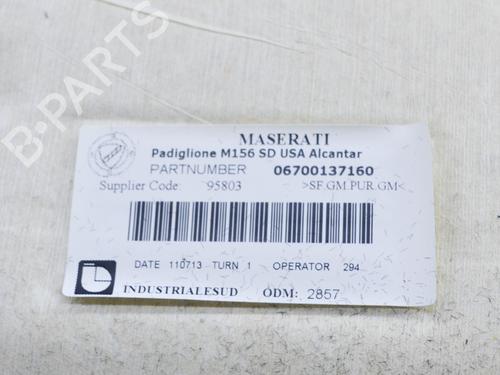 B-PARTS
MASERATI
Padiglione M156 SD USA Alcantar
PARTNUMBER 06700137160
Supplier Code: 95803 >SF.GM.PUR.GM<
DATE 110713 TURN 1 OPERATOR 294
INDUSTRIALESUD ODM: 2857